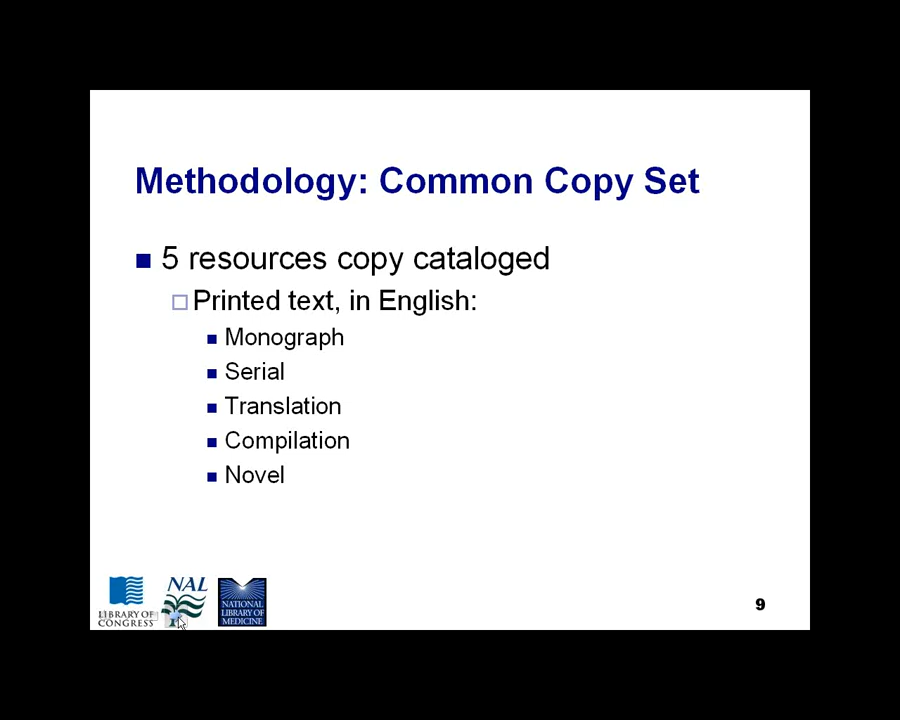 Methodology: Common Copy Set
5 resources copy cataloged
Printed text, in English:
Monograph
Serial
Translation
Compilation
Novel
LIBRARY OF
CONGRESS
NAL
NATIONAL
LIBRARY OF
MEDICINE
9